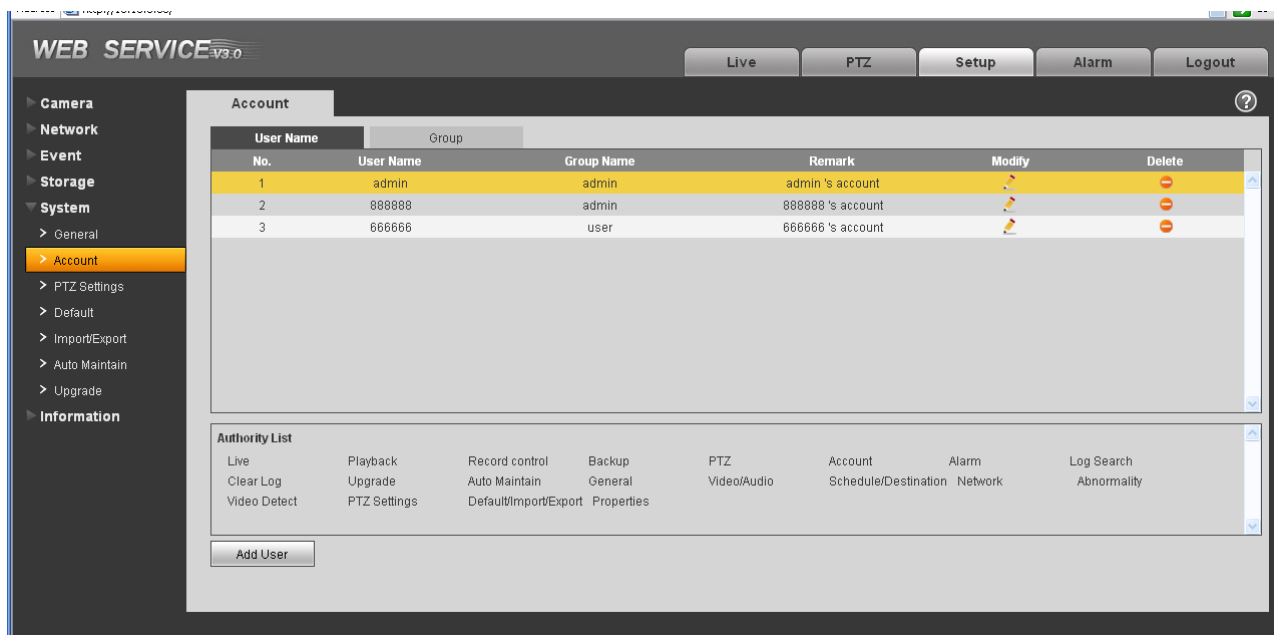 WEB SERVICE V3.0
Live PTZ Setup Alarm Logout
Camera
Network
Event
Storage
System
> General
> Account
> PTZ Settings
> Default
> Import/Export
> Auto Maintain
> Upgrade
Information
Account
?
User Name Group
No. User Name Group Name Remark Modify Delete
1 admin admin admin 's account
2 888888 admin 888888 's account
3 666666 user 666666 's account
Authority List
Live Playback Record control Backup PTZ Account Alarm Log Search
Clear Log Upgrade Auto Maintain General Video/Audio Schedule/Destination Network Abnormality
Video Detect PTZ Settings Default/Import/Export Properties
Add User